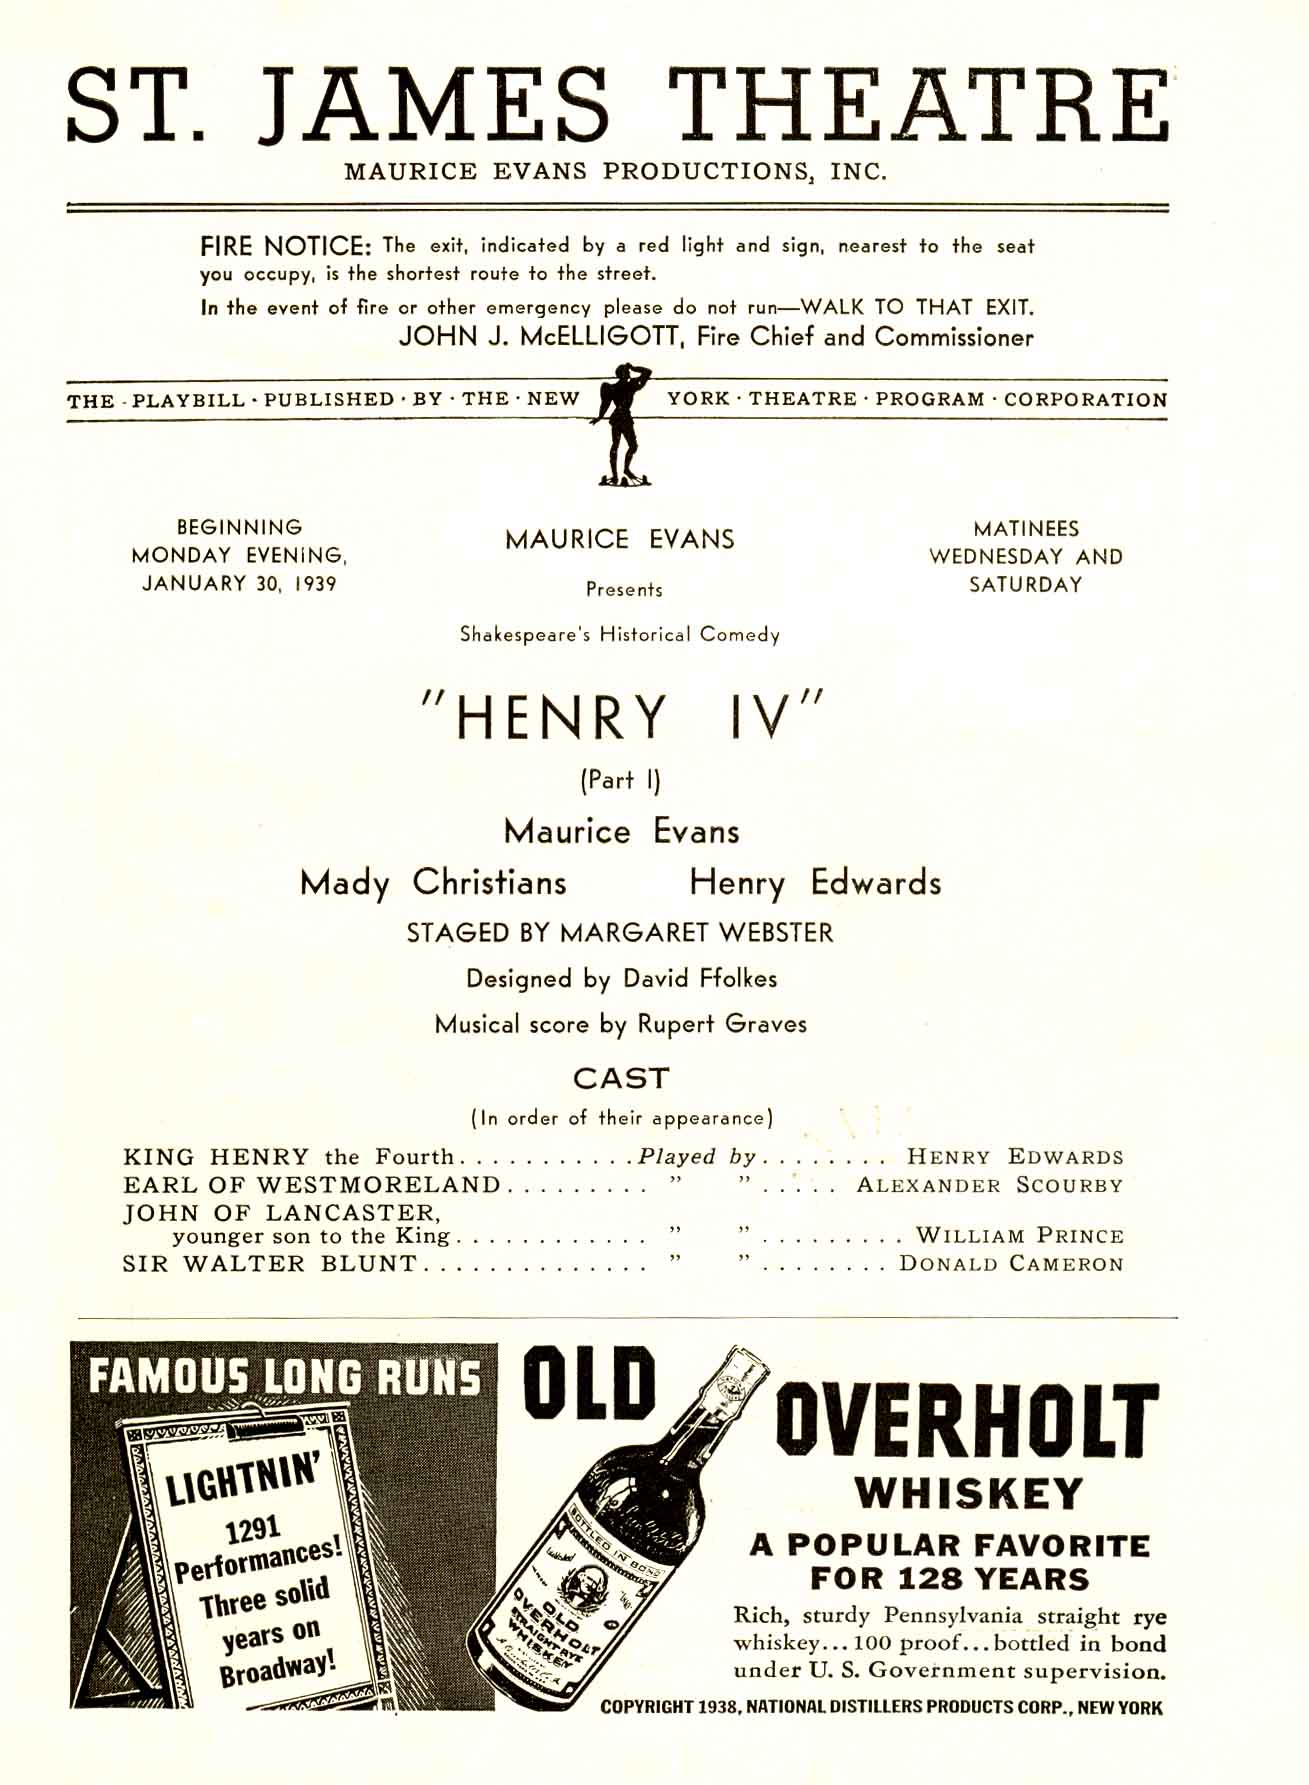 ST. JAMES THEATRE
MAURICE EVANS PRODUCTIONS, INC.
FIRE NOTICE: The exit, indicated by a red light and sign, nearest to the seat
you occupy, is the shortest route to the street.
In the event of fire or other emergency please do not run—WALK TO THAT EXIT.
JOHN J. McELLIGOTT, Fire Chief and Commissioner
THE · PLAYBILL · PUBLISHED · BY · THE · NEW YORK · THEATRE · PROGRAM · CORPORATION
BEGINNING
MONDAY EVENING,
JANUARY 30, 1939
MAURICE EVANS
Presents
Shakespeare's Historical Comedy
MATINEES
WEDNESDAY AND
SATURDAY
"HENRY IV"
(Part I)
Maurice Evans
Mady Christians Henry Edwards
STAGED BY MARGARET WEBSTER
Designed by David Ffolkes
Musical score by Rupert Graves
CAST
(In order of their appearance)
KING HENRY the Fourth...........Played by........ HENRY EDWARDS
EARL OF WESTMORELAND......... " " ..... ALEXANDER SCOURBY
JOHN OF LANCASTER,
younger son to the King............ " " ......... WILLIAM PRINCE
SIR WALTER BLUNT.............. " " ........ DONALD CAMERON
FAMOUS LONG RUNS
LIGHTNIN'
1291
Performances!
Three solid
years on
Broadway!
BOTTLED IN BOND
OLD
OVERHOLT
STRAIGHT RYE
WHISKEY
OLD OVERHOLT
WHISKEY
A POPULAR FAVORITE
FOR 128 YEARS
Rich, sturdy Pennsylvania straight rye
whiskey...100 proof...bottled in bond
under U. S. Government supervision.
COPYRIGHT 1938, NATIONAL DISTILLERS PRODUCTS CORP., NEW YORK